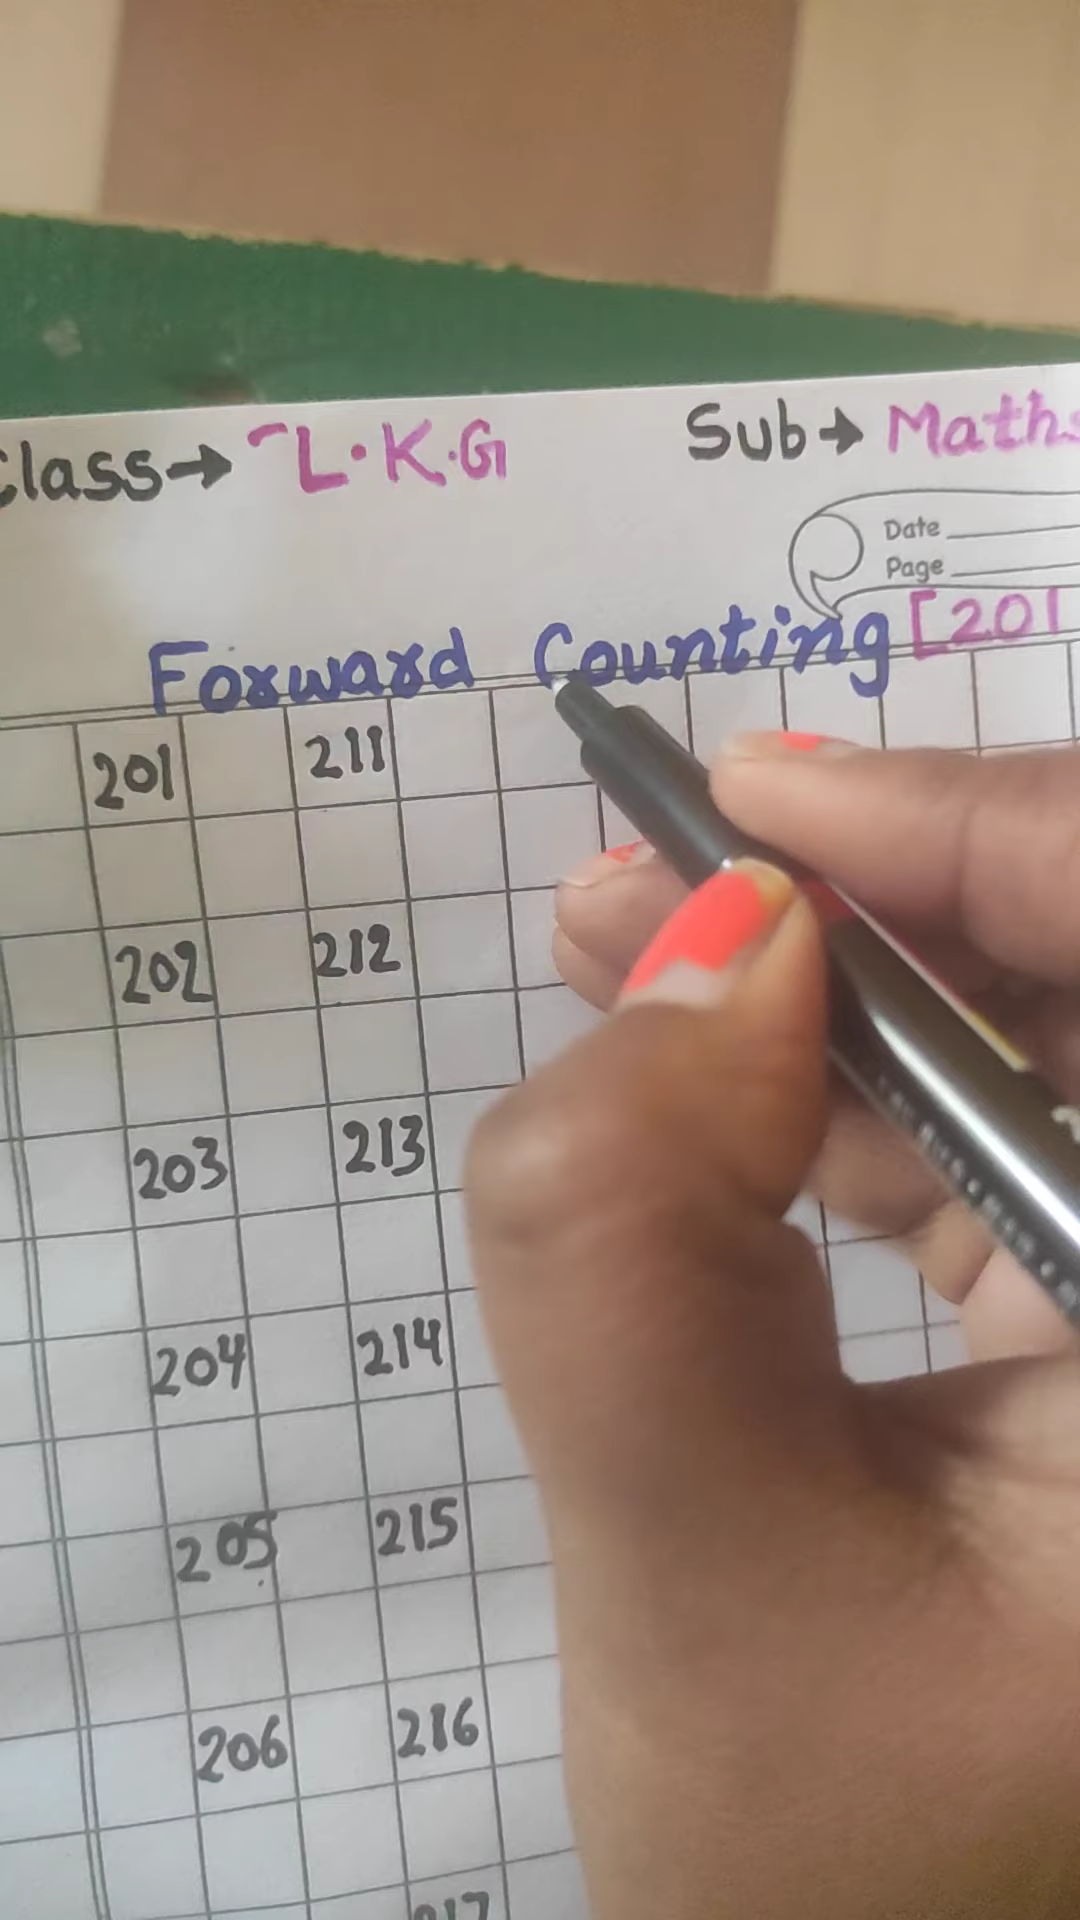 Class→ L.K.G Sub→ Maths
Date
Page
Forward Counting [201
201 211
202 212
203 213
204 214
205 215
206 216
217